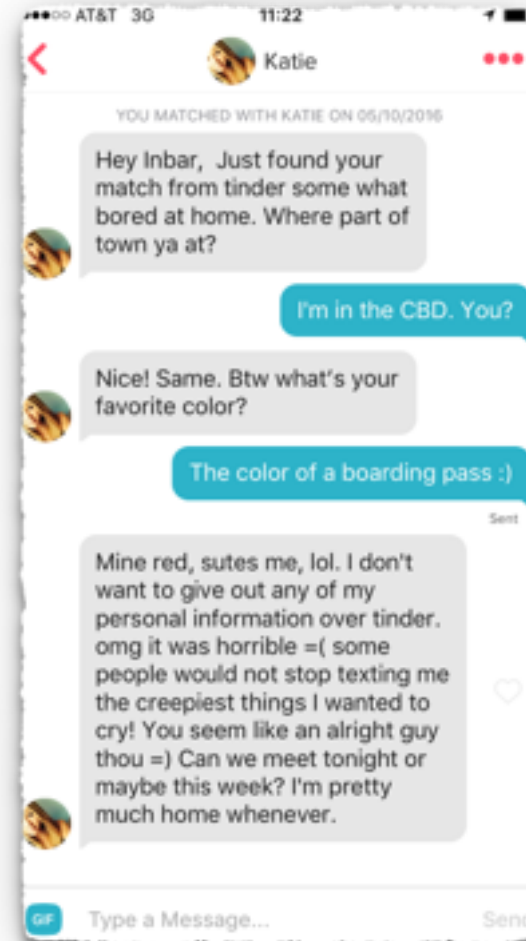 AT&T 3G 11:22
Katie
YOU MATCHED WITH KATIE ON 05/10/2016
Hey Inbar, Just found your
match from tinder some what
bored at home. Where part of
town ya at?
I'm in the CBD. You?
Nice! Same. Btw what's your
favorite color?
The color of a boarding pass :)
Sent
Mine red, sutes me, lol. I don't
want to give out any of my
personal information over tinder.
omg it was horrible =( some
people would not stop texting me
the creepiest things I wanted to
cry! You seem like an alright guy
thou =) Can we meet tonight or
maybe this week? I'm pretty
much home whenever.
GIF Type a Message... Send